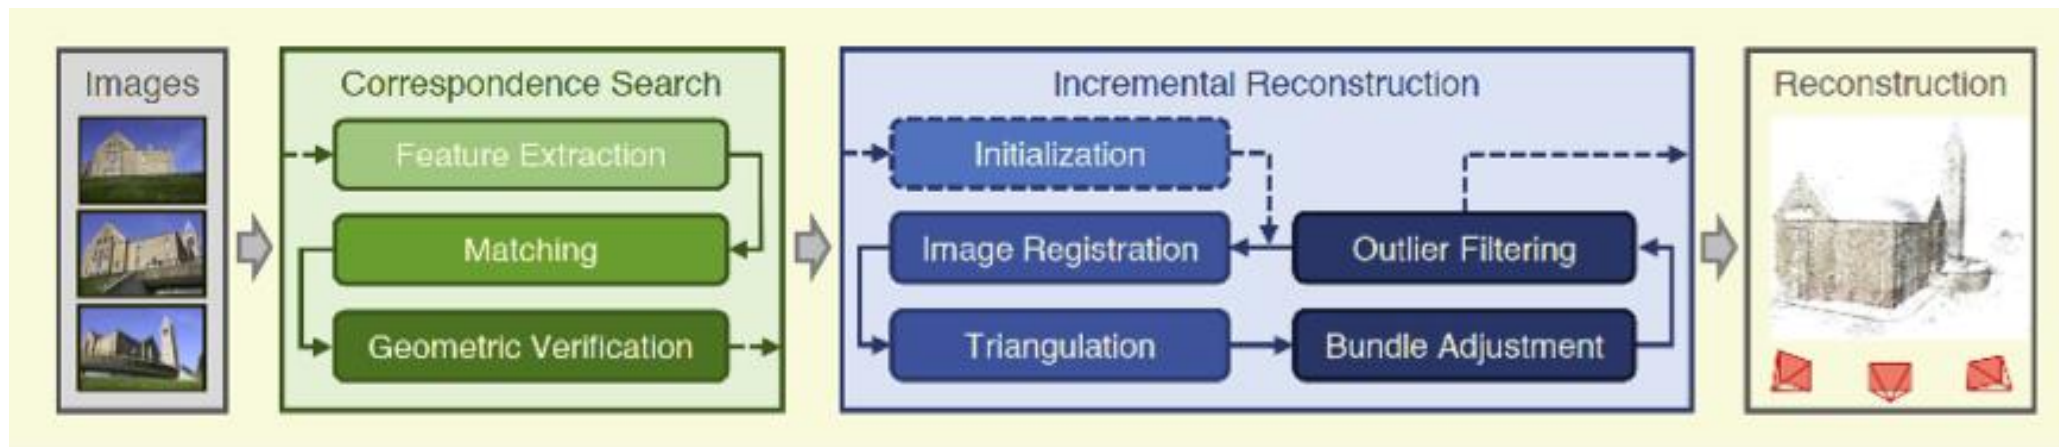 Images
Correspondence Search
Feature Extraction
Matching
Geometric Verification
Incremental Reconstruction
Initialization
Image Registration
Outlier Filtering
Triangulation
Bundle Adjustment
Reconstruction